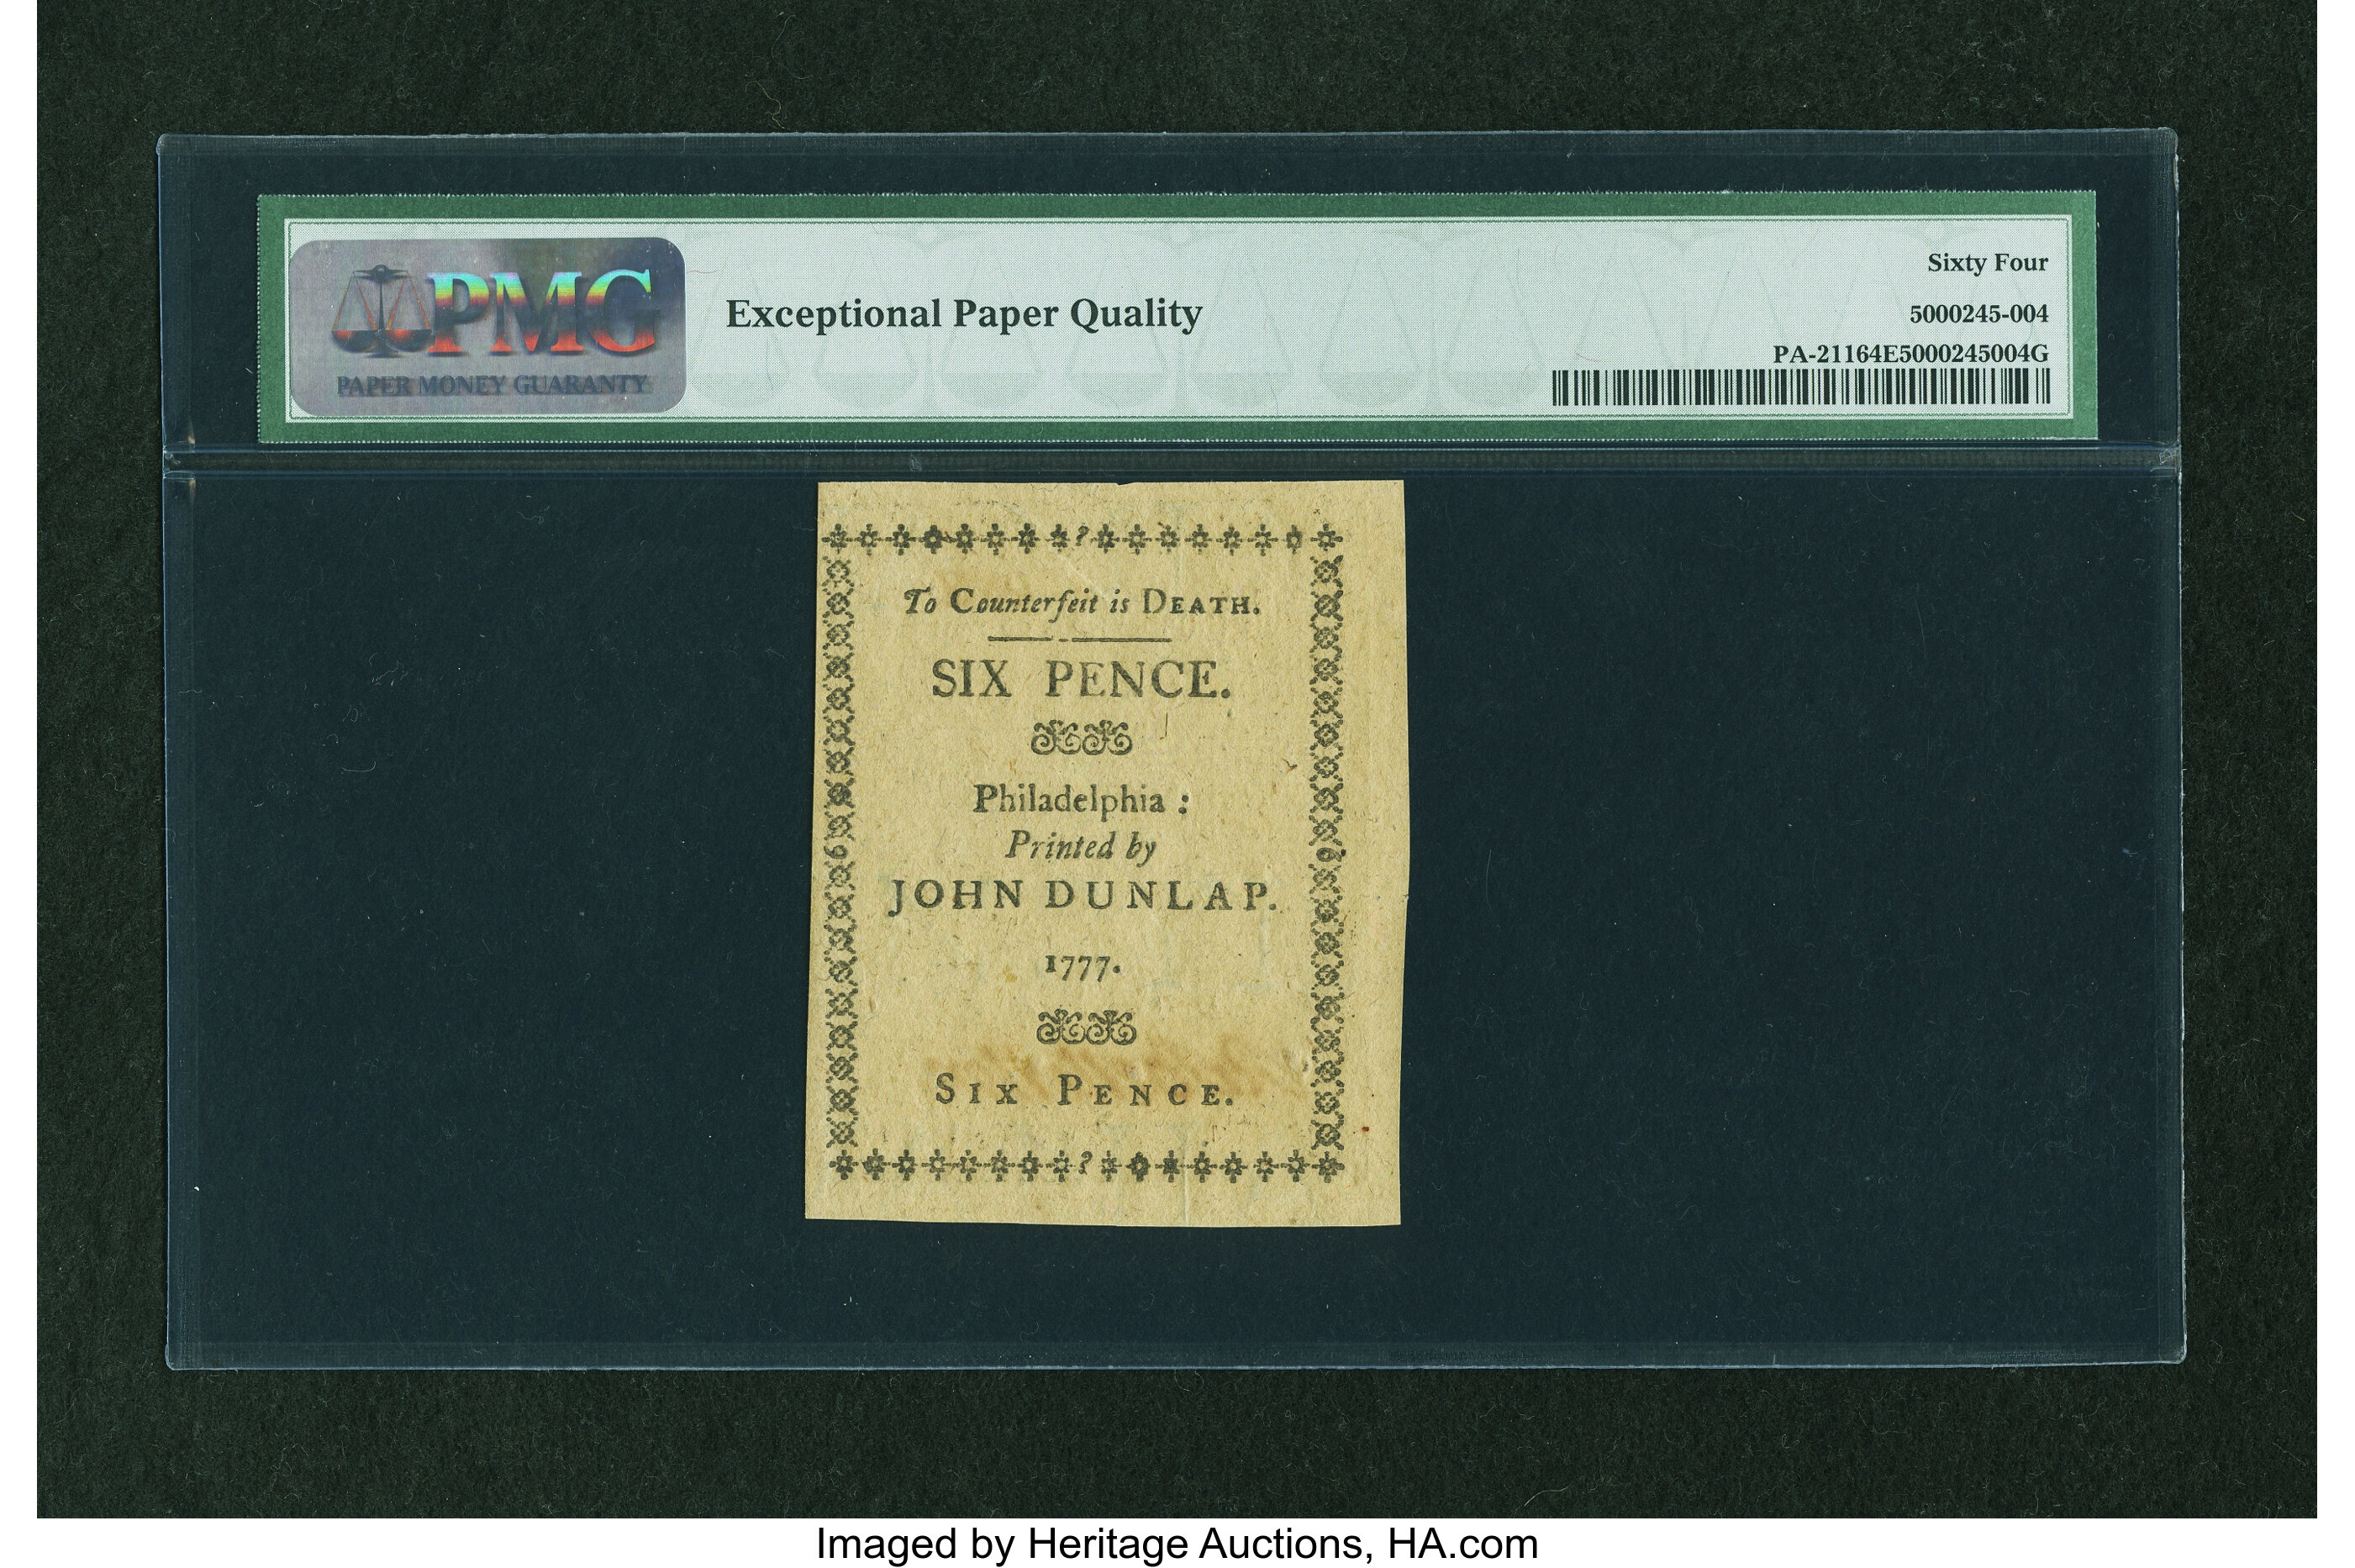 PMG
PAPER MONEY GUARANTY
Exceptional Paper Quality
Sixty Four
5000245-004
PA-21164E5000245004G
To Counterfeit is DEATH.
SIX PENCE.
Philadelphia :
Printed by
JOHN DUNLAP.
1777.
SIX PENCE.
Imaged by Heritage Auctions, HA.com